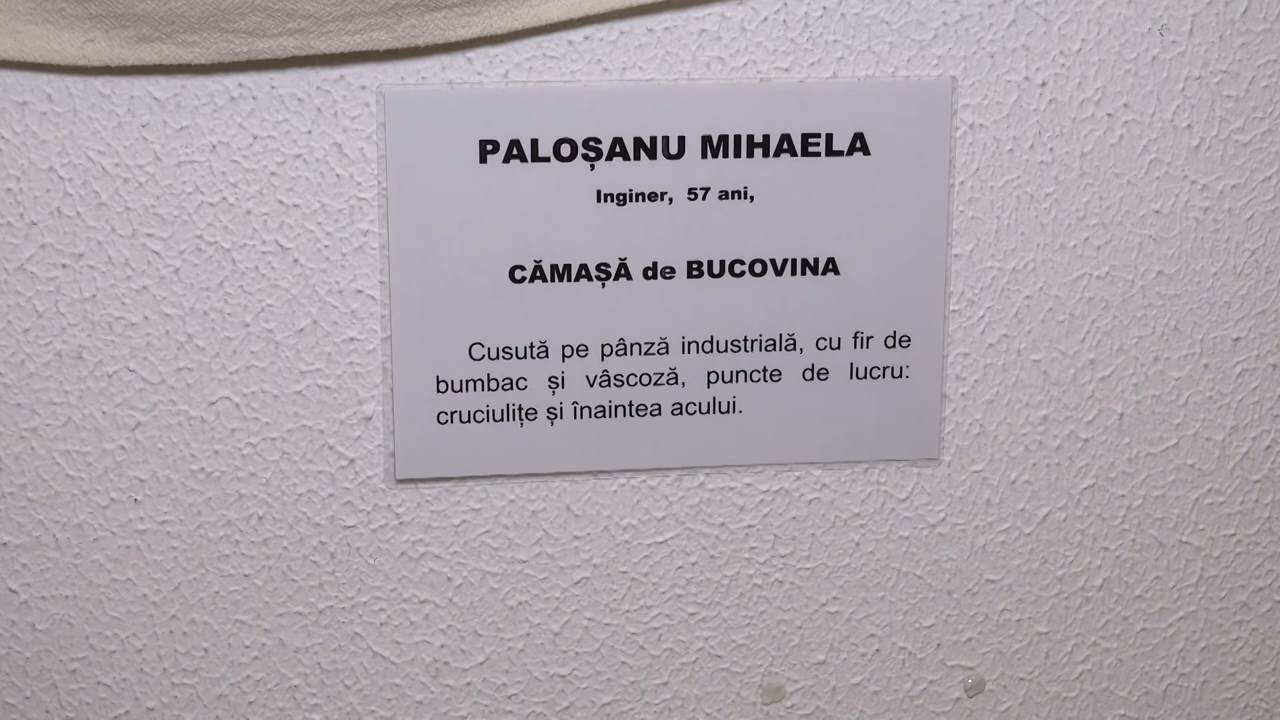 PALOȘANU MIHAELA
Inginer, 57 ani,
CĂMAȘĂ de BUCOVINA
Cusută pe pânză industrială, cu fir de
bumbac și vâscoză, puncte de lucru:
cruciulițe și înaintea acului.